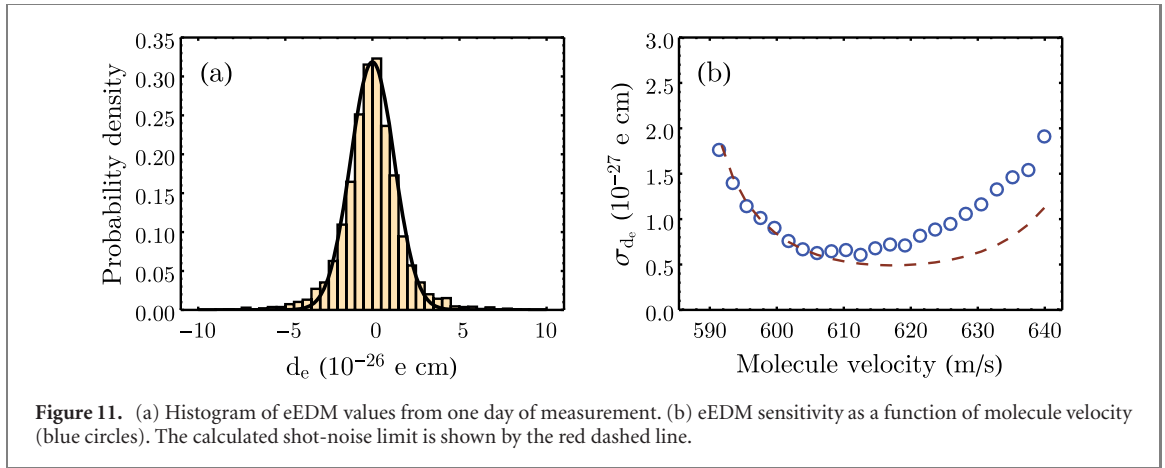 0.35
0.30
0.25
0.20
0.15
0.10
0.05
0.00
Probability density
(a)
−10 −5 0 5 10
dₑ (10⁻²⁶ e cm)
3.0
2.5
2.0
1.5
1.0
0.5
0.0
σ_dₑ (10⁻²⁷ e cm)
(b)
590 600 610 620 630 640
Molecule velocity (m/s)
Figure 11. (a) Histogram of eEDM values from one day of measurement. (b) eEDM sensitivity as a function of molecule velocity
(blue circles). The calculated shot-noise limit is shown by the red dashed line.